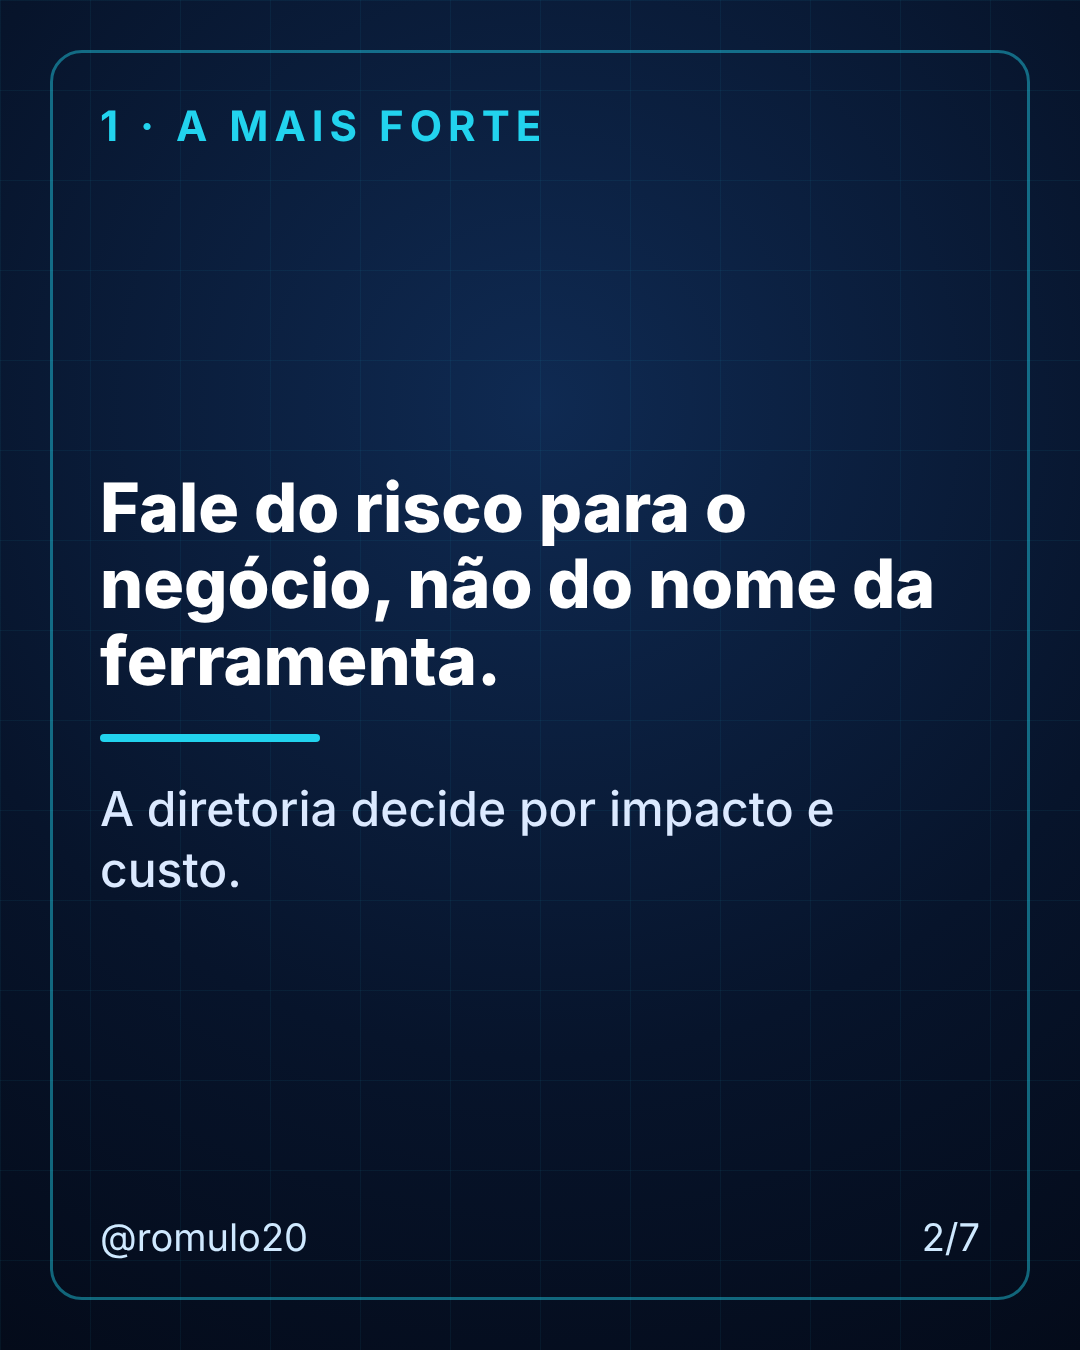 1 · A MAIS FORTE
Fale do risco para o
negócio, não do nome da
ferramenta.
A diretoria decide por impacto e
custo.
@romulo20
2/7